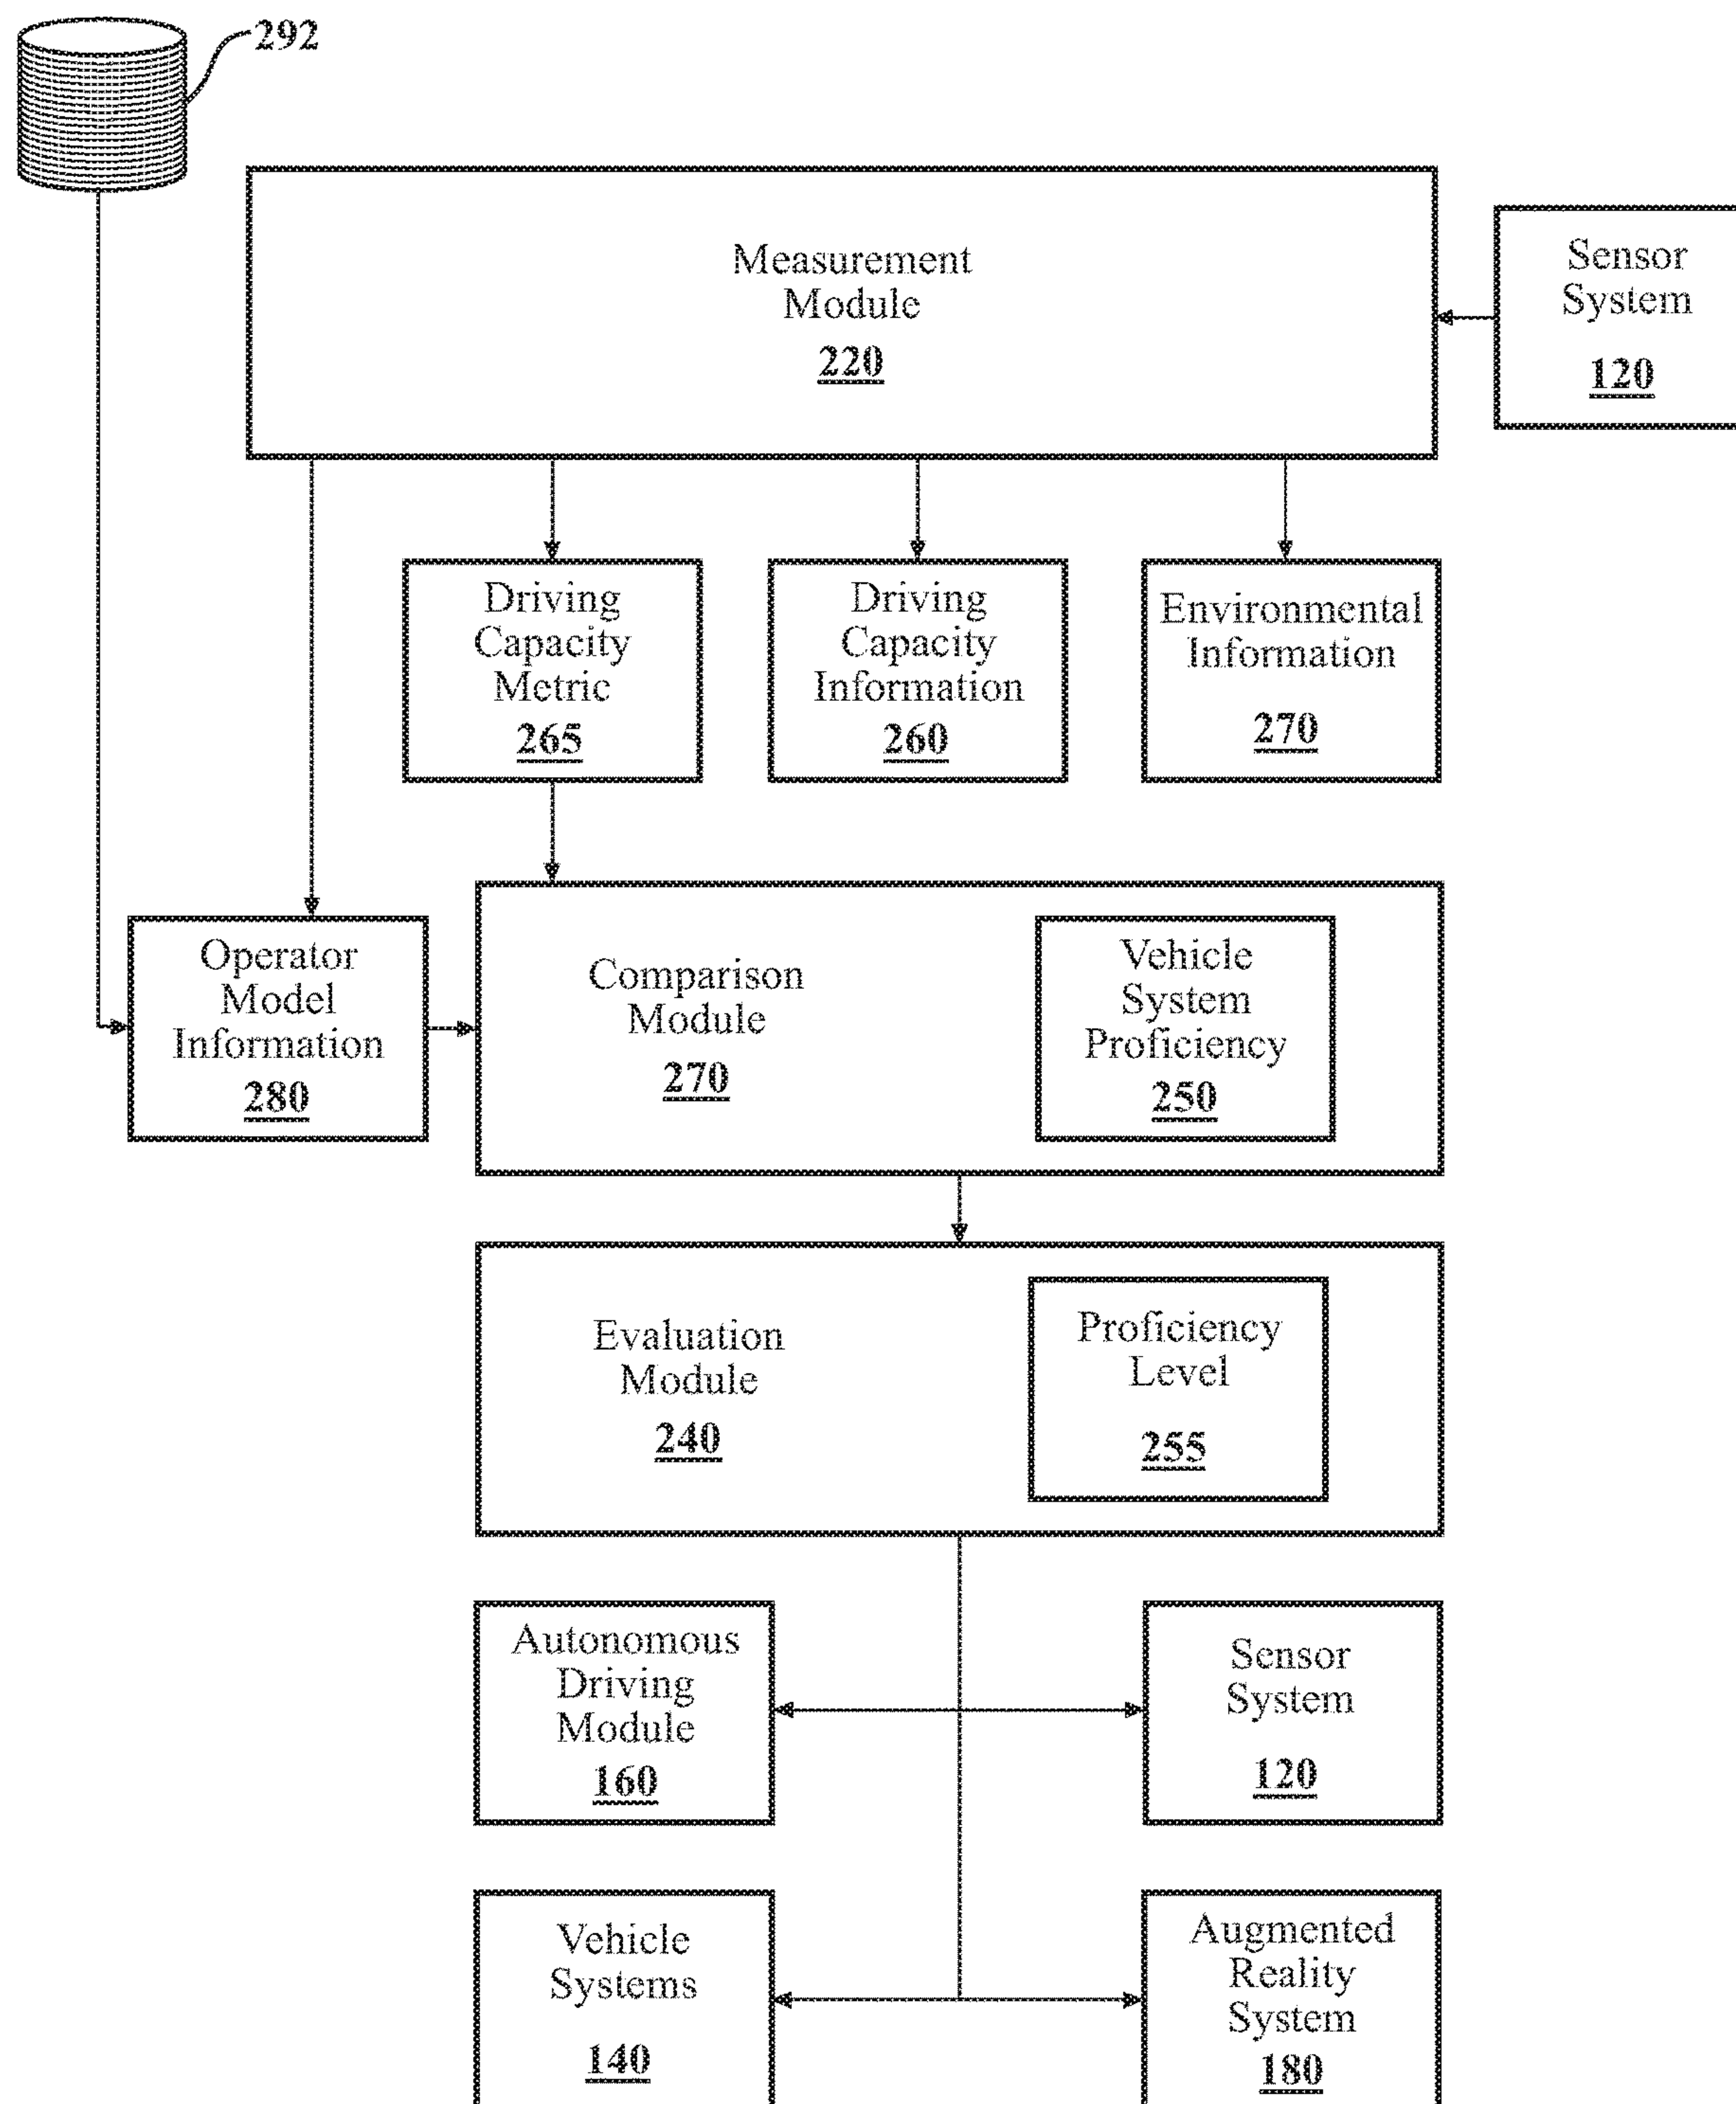 292
Measurement
Module
220
Sensor
System
120
Driving
Capacity
Metric
265
Driving
Capacity
Information
260
Environmental
Information
270
Operator
Model
Information
280
Comparison
Module
270
Vehicle
System
Proficiency
250
Evaluation
Module
240
Proficiency
Level
255
Autonomous
Driving
Module
160
Sensor
System
120
Vehicle
Systems
140
Augmented
Reality
System
180